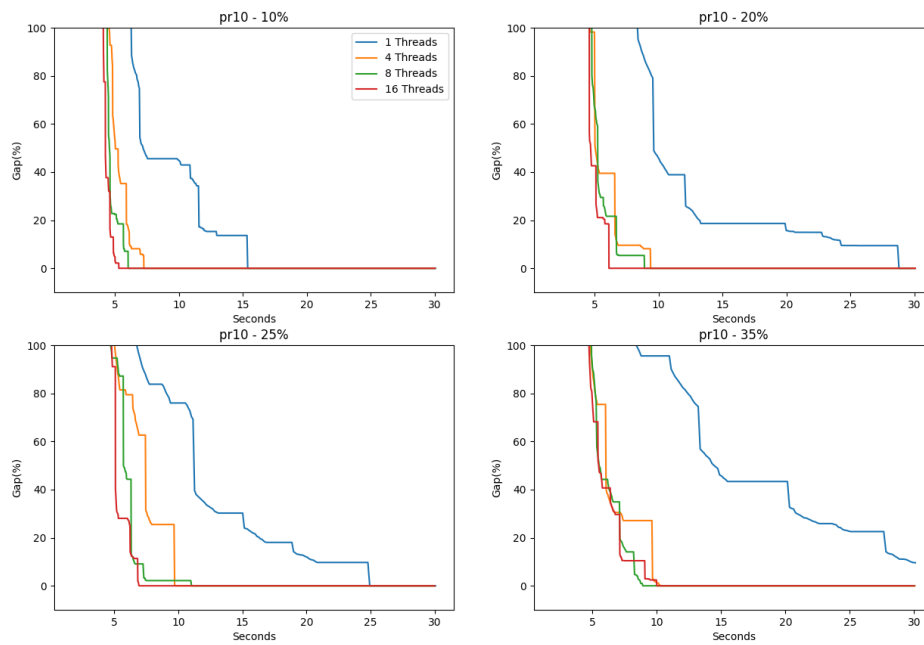 pr10 - 10%
100
80
60
40
20
0
Gap(%)
1 Threads
4 Threads
8 Threads
16 Threads
5 10 15 20 25 30
Seconds
pr10 - 20%
100
80
60
40
20
0
Gap(%)
5 10 15 20 25 30
Seconds
pr10 - 25%
100
80
60
40
20
0
Gap(%)
5 10 15 20 25 30
Seconds
pr10 - 35%
100
80
60
40
20
0
Gap(%)
5 10 15 20 25 30
Seconds